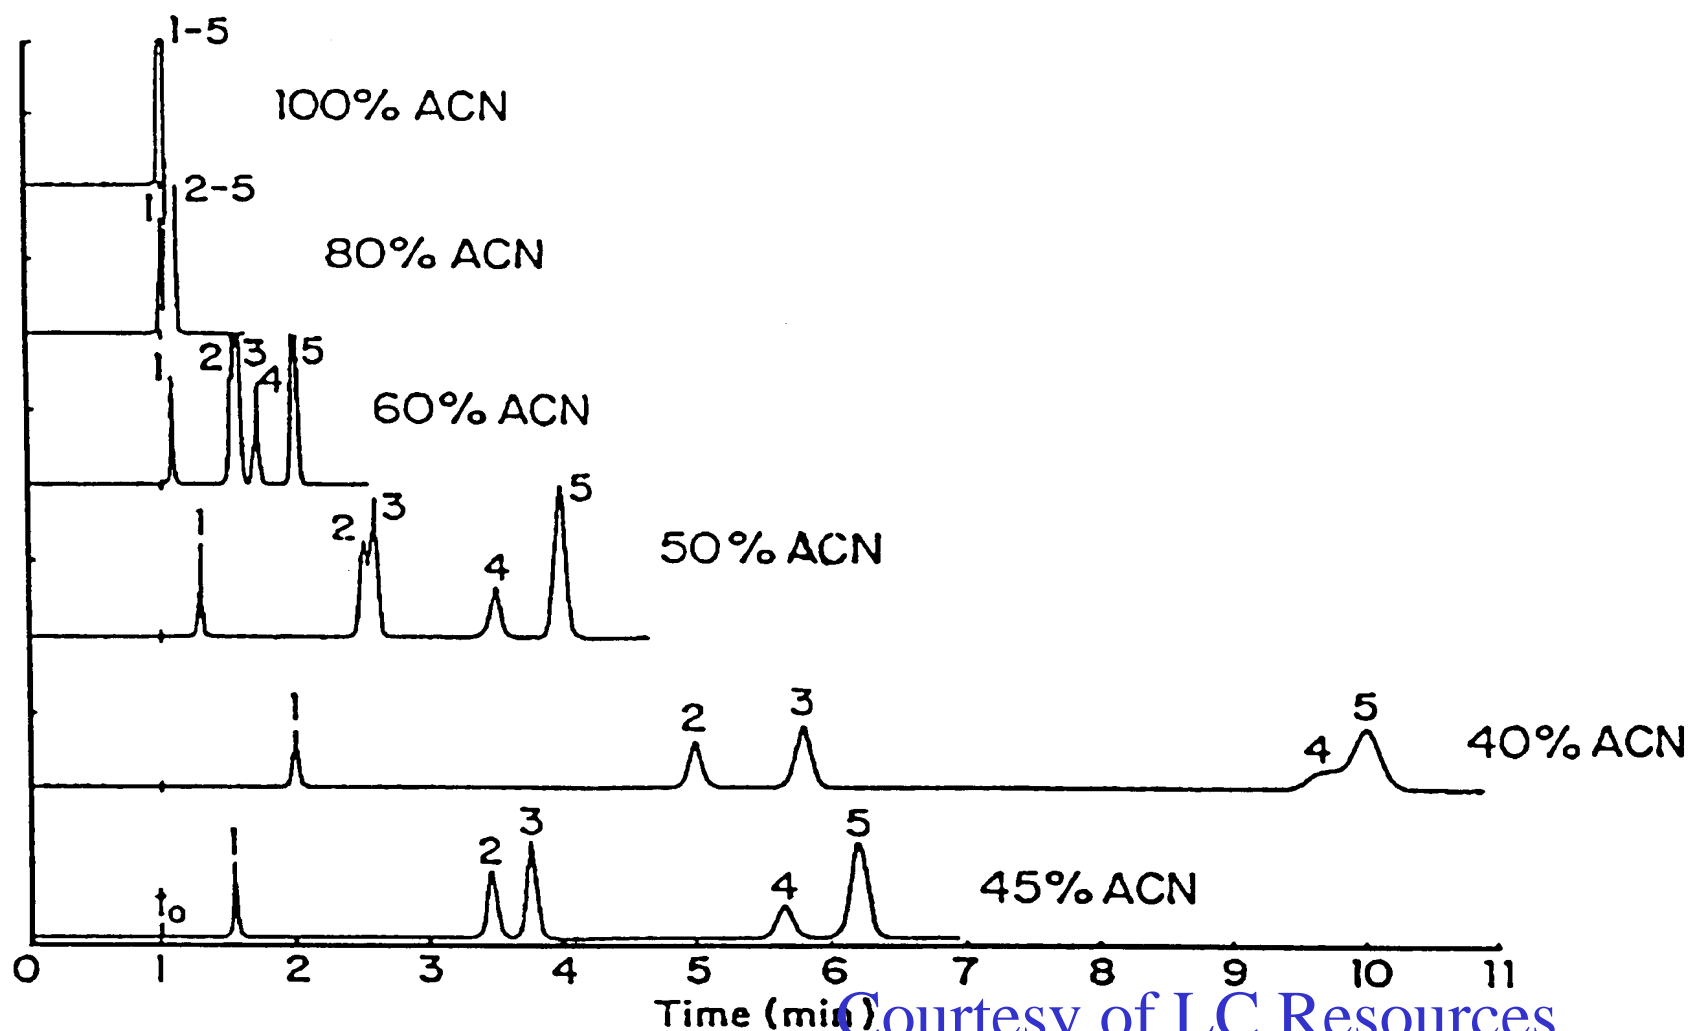 1-5
100% ACN
1 2-5
80% ACN
1 2 3 4 5
60% ACN
1 2 3 4 5
50% ACN
1 2 3 4 5
40% ACN
1 2 3 4 5
45% ACN
to
0 1 2 3 4 5 6 7 8 9 10 11
Time (min)
Courtesy of LC Resources